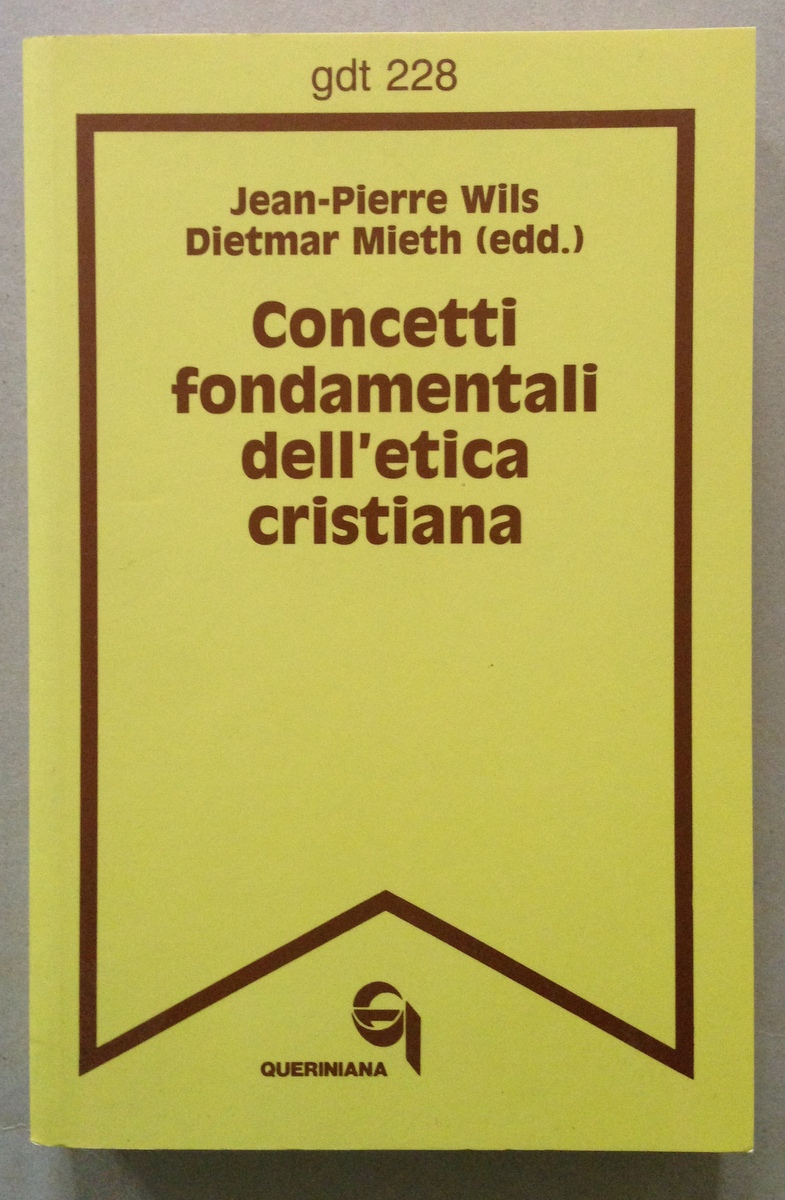 gdt 228
Jean-Pierre Wils
Dietmar Mieth (edd.)
Concetti
fondamentali
dell'etica
cristiana
QUERINIANA